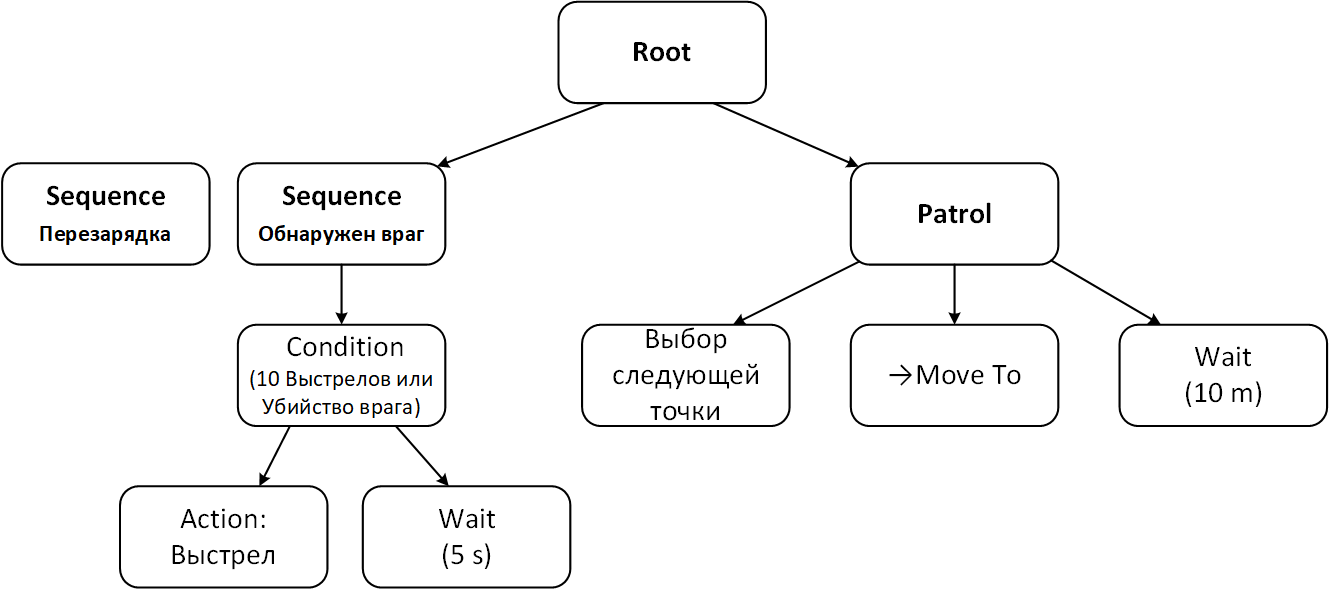 Root
Sequence
Перезарядка
Sequence
Обнаружен враг
Patrol
Condition
(10 Выстрелов или
Убийство врага)
Выбор
следующей
точки
→Move To
Wait
(10 m)
Action:
Выстрел
Wait
(5 s)